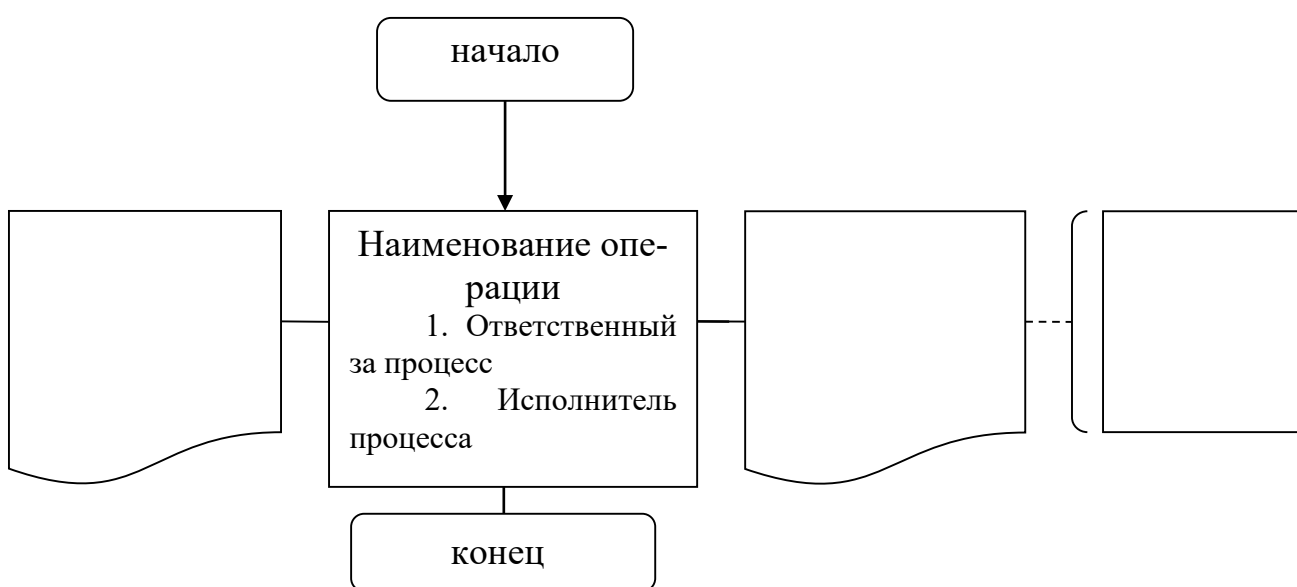 начало
Наименование опе-
рации
1. Ответственный
за процесс
2. Исполнитель
процесса
конец